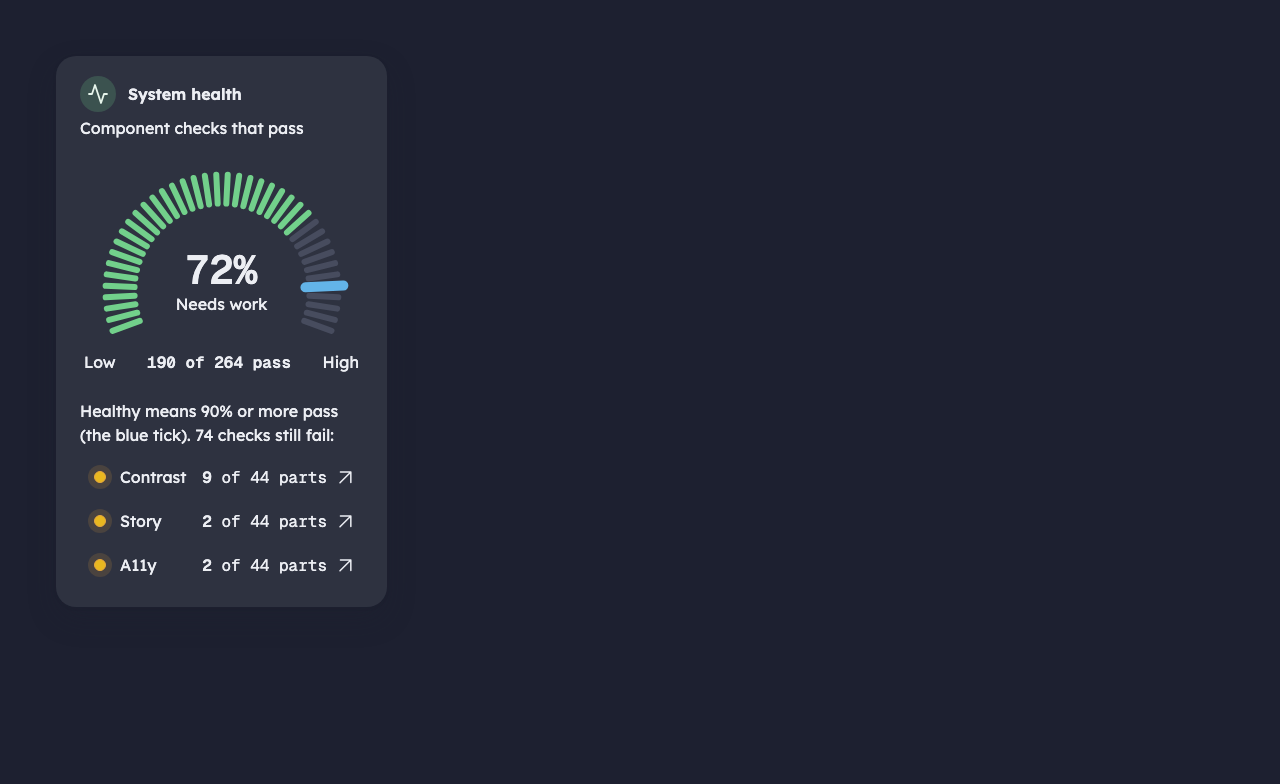 System health
Component checks that pass
72%
Needs work
Low 190 of 264 pass High
Healthy means 90% or more pass
(the blue tick). 74 checks still fail:
Contrast 9 of 44 parts
Story 2 of 44 parts
A11y 2 of 44 parts